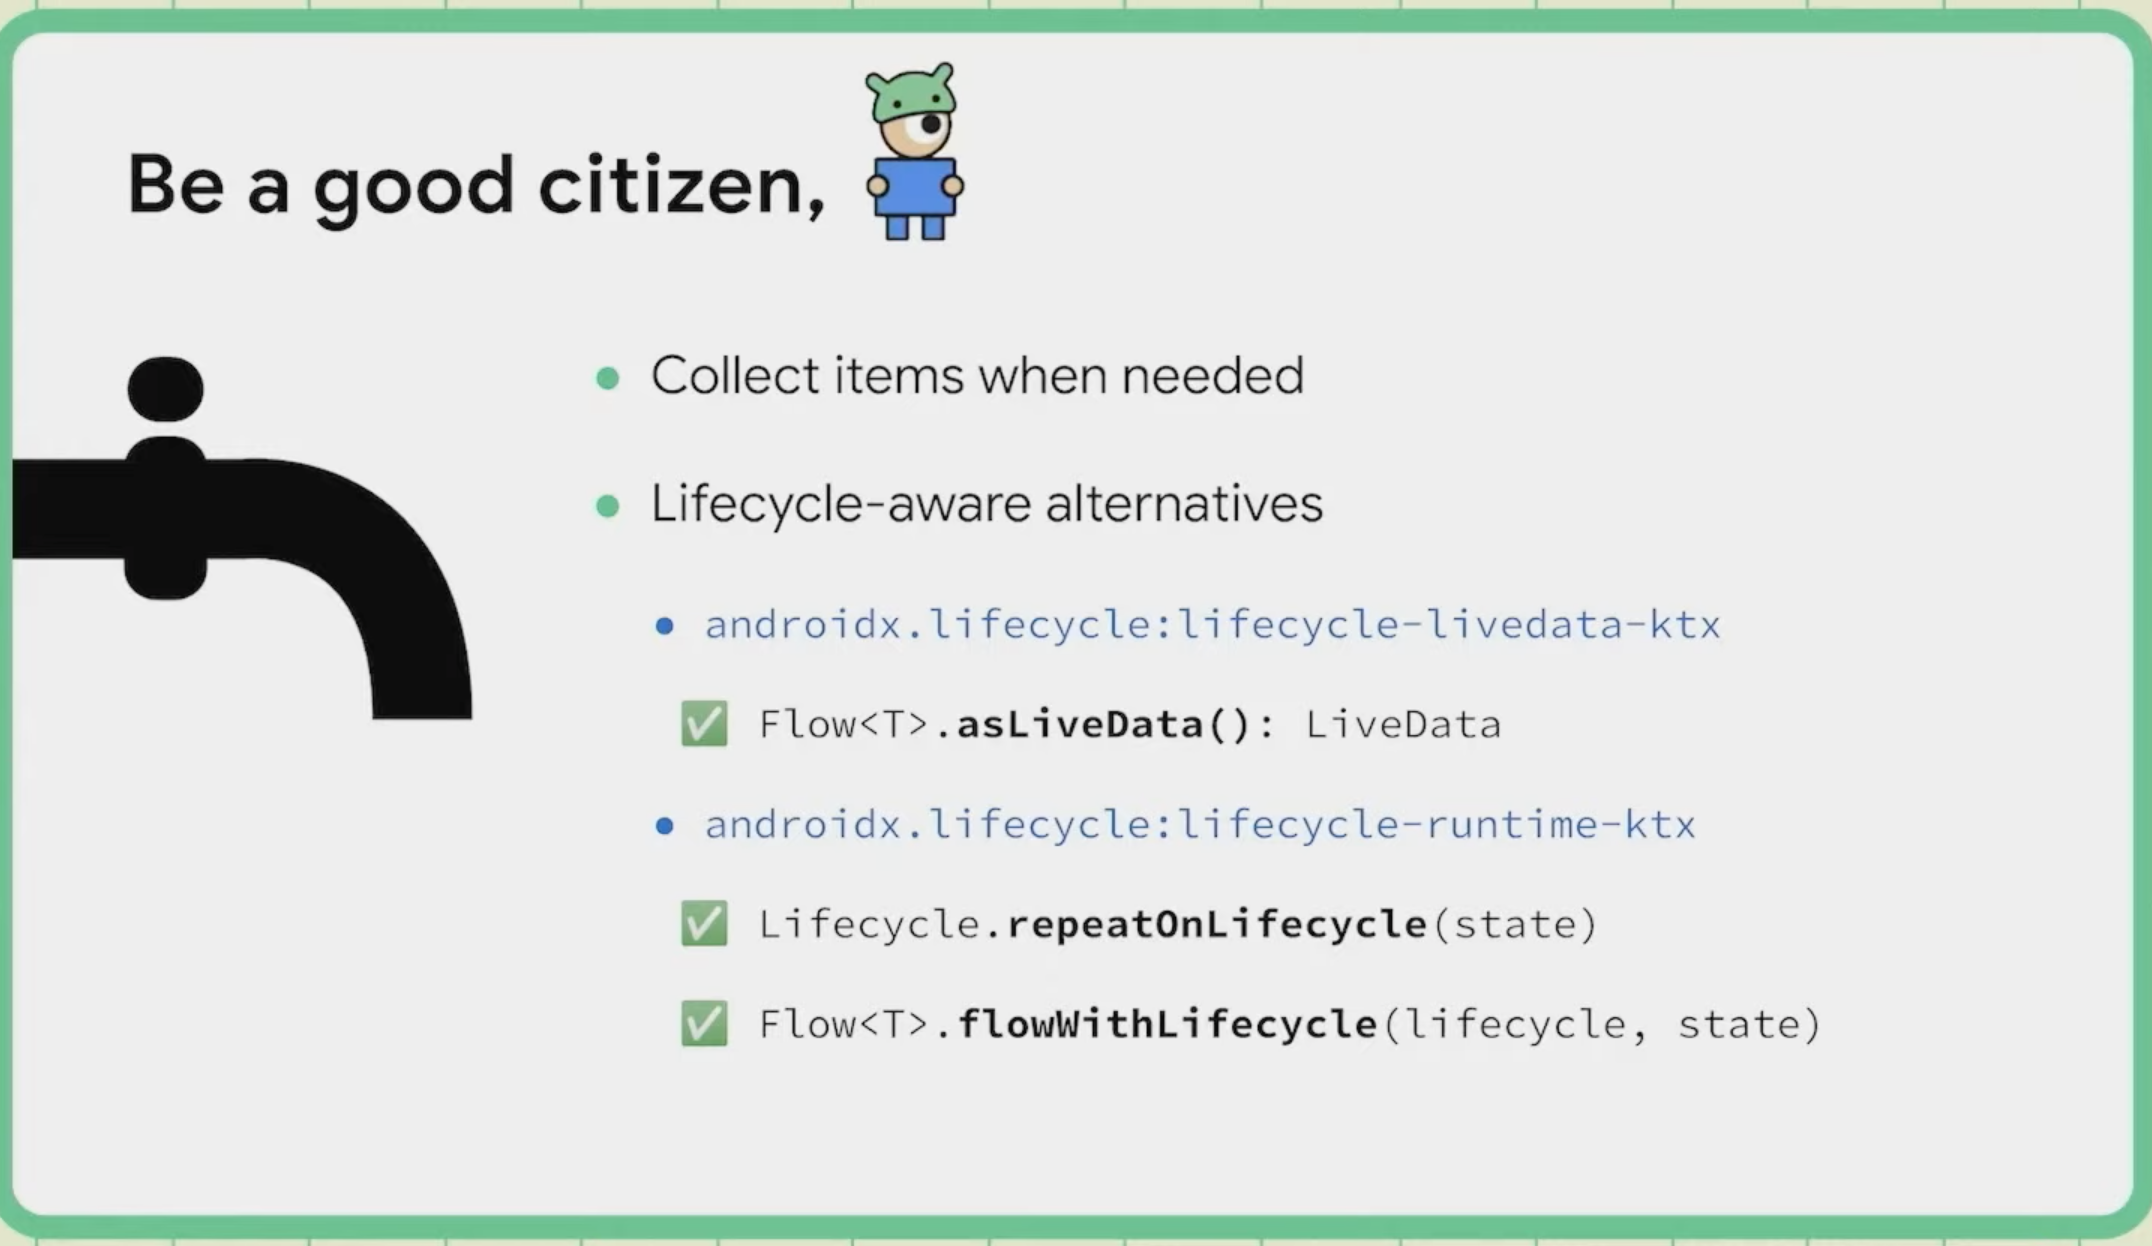 Be a good citizen,
Collect items when needed
Lifecycle-aware alternatives
androidx.lifecycle:lifecycle-livedata-ktx
✅ Flow<T>.asLiveData(): LiveData
androidx.lifecycle:lifecycle-runtime-ktx
✅ Lifecycle.repeatOnLifecycle(state)
✅ Flow<T>.flowWithLifecycle(lifecycle, state)